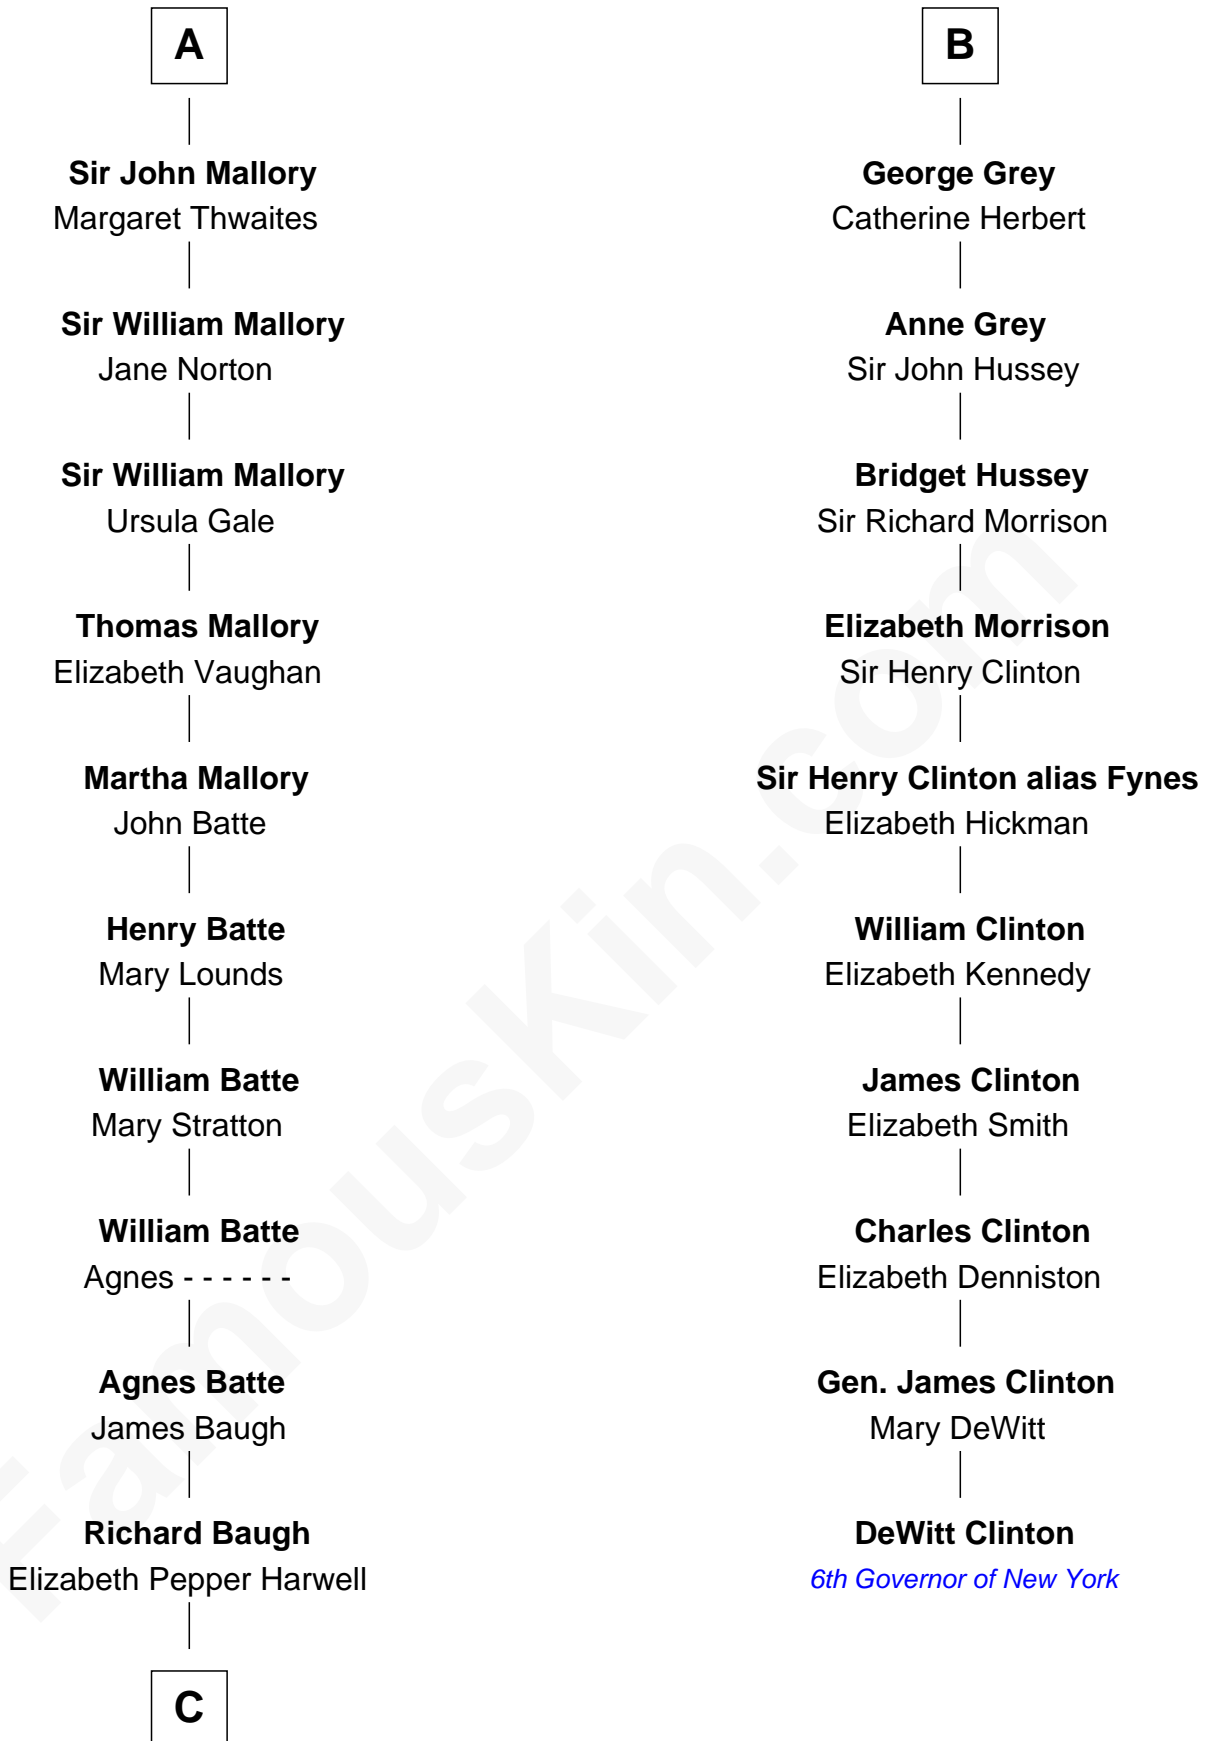 A
Sir John Mallory
Margaret Thwaites
Sir William Mallory
Jane Norton
Sir William Mallory
Ursula Gale
Thomas Mallory
Elizabeth Vaughan
Martha Mallory
John Batte
Henry Batte
Mary Lounds
William Batte
Mary Stratton
William Batte
Agnes - - - - - -
Agnes Batte
James Baugh
Richard Baugh
Elizabeth Pepper Harwell
C
B
George Grey
Catherine Herbert
Anne Grey
Sir John Hussey
Bridget Hussey
Sir Richard Morrison
Elizabeth Morrison
Sir Henry Clinton
Sir Henry Clinton alias Fynes
Elizabeth Hickman
William Clinton
Elizabeth Kennedy
James Clinton
Elizabeth Smith
Charles Clinton
Elizabeth Denniston
Gen. James Clinton
Mary DeWitt
DeWitt Clinton
6th Governor of New York
FamousKin.com